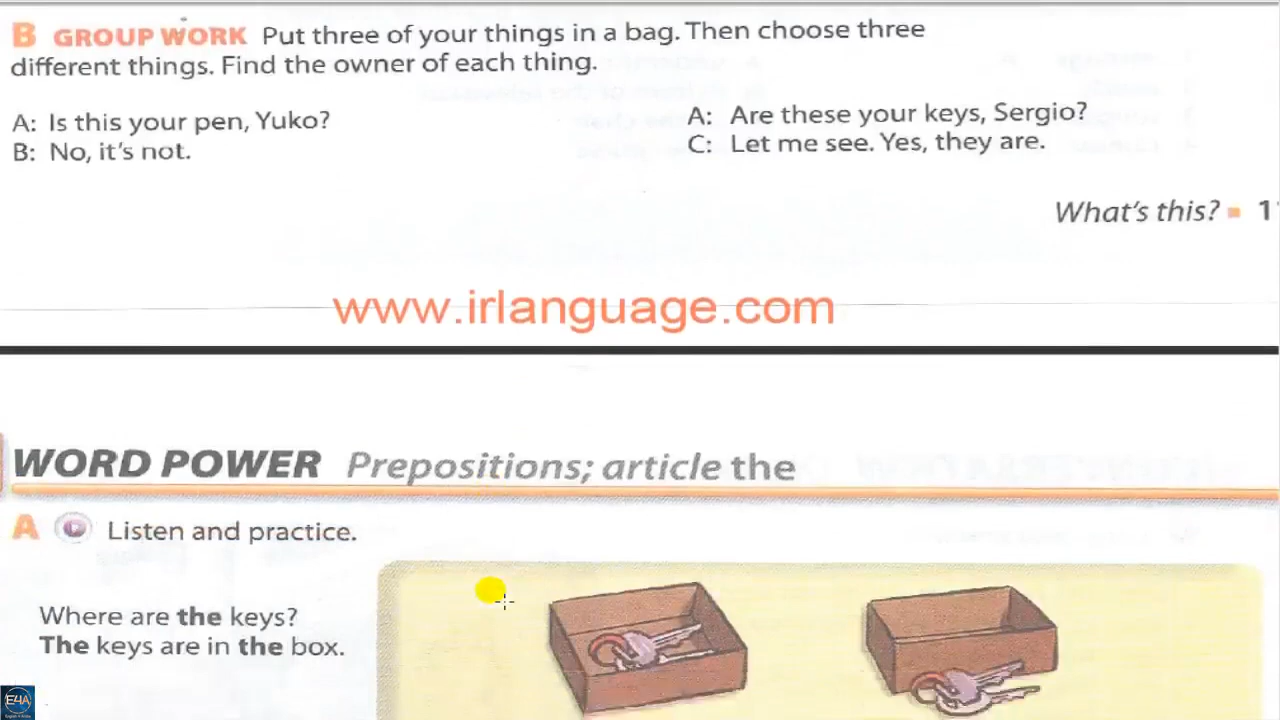 B GROUP WORK Put three of your things in a bag. Then choose three
different things. Find the owner of each thing.
A: Is this your pen, Yuko?
B: No, it's not.
A: Are these your keys, Sergio?
C: Let me see. Yes, they are.
What's this?
www.irlanguage.com
WORD POWER Prepositions; article the
A Listen and practice.
Where are the keys?
The keys are in the box.
E4A